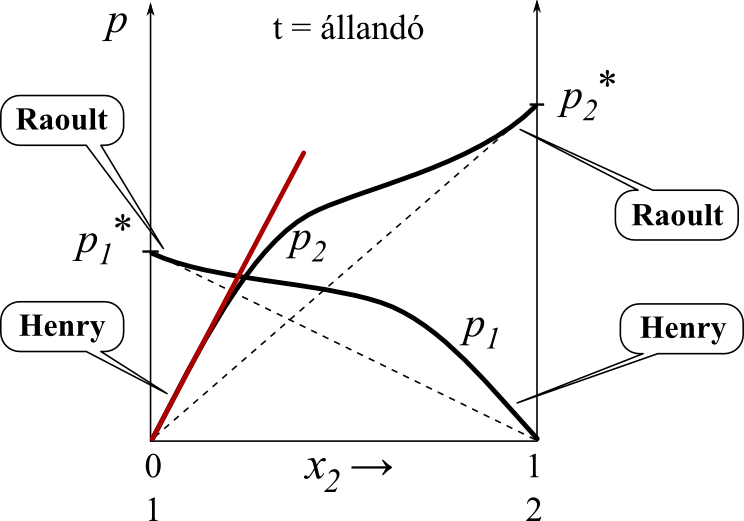 p
t = állandó
p₂*
Raoult
Raoult
p₁*
p₂
Henry
p₁
Henry
0
x₂ →
1
1
2